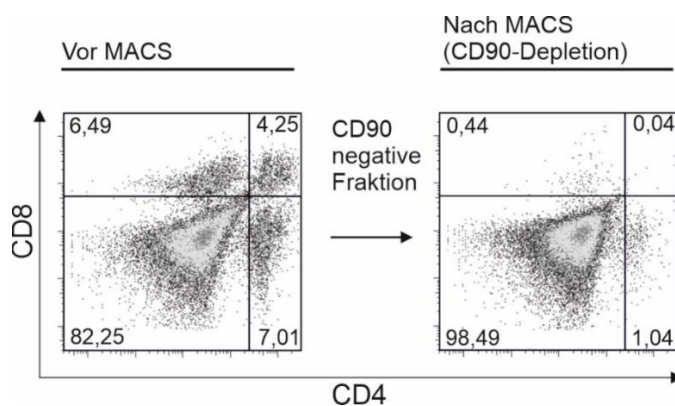 Vor MACS
Nach MACS
(CD90-Depletion)
6,49
4,25
82,25
7,01
CD90
negative
Fraktion
0,44
0,04
98,49
1,04
CD8
CD4